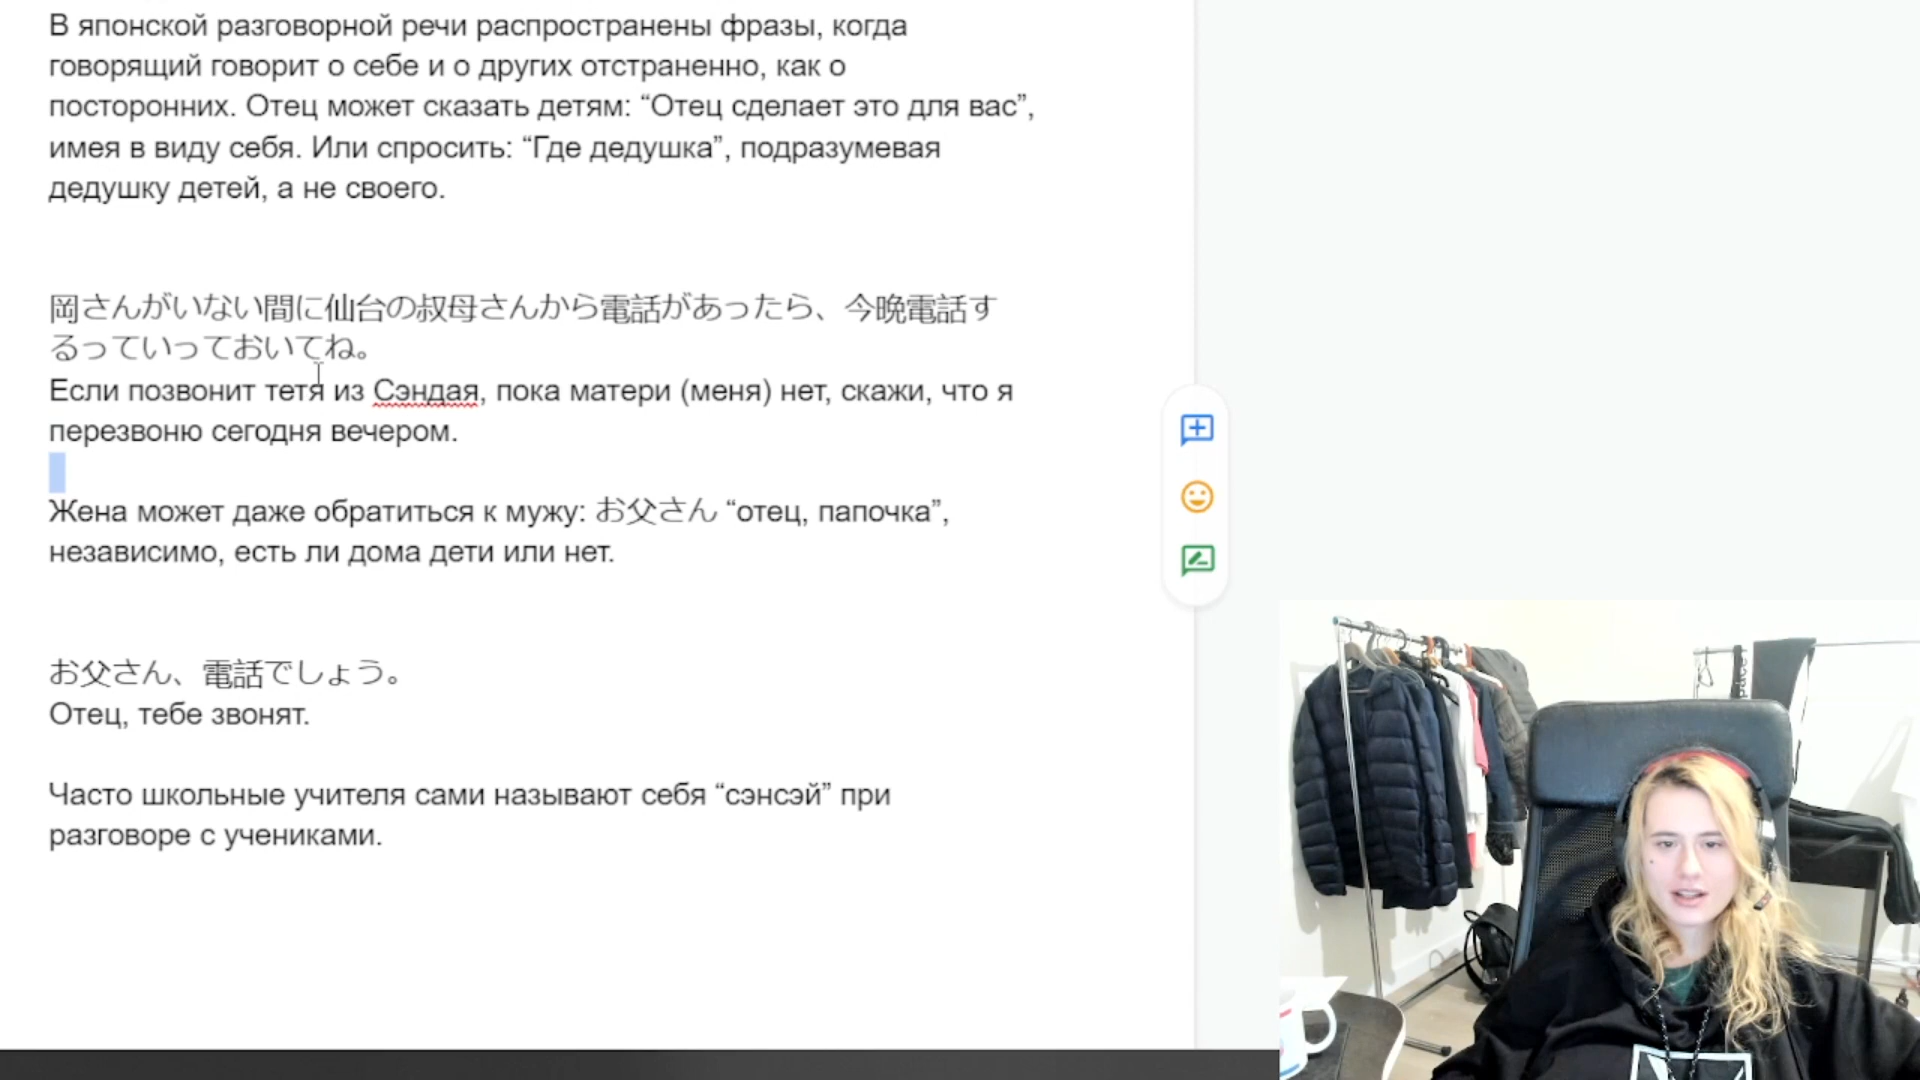 В японской разговорной речи распространены фразы, когда
говорящий говорит о себе и о других отстраненно, как о
посторонних. Отец может сказать детям: “Отец сделает это для вас”,
имея в виду себя. Или спросить: “Где дедушка”, подразумевая
дедушку детей, а не своего.
岡さんがいない間に仙台の叔母さんから電話があったら、今晩電話す
るっていっておいてね。
Если позвонит тетя из Сэндая, пока матери (меня) нет, скажи, что я
перезвоню сегодня вечером.
Жена может даже обратиться к мужу: お父さん “отец, папочка”,
независимо, есть ли дома дети или нет.
お父さん、電話でしょう。
Отец, тебе звонят.
Часто школьные учителя сами называют себя “сэнсэй” при
разговоре с учениками.